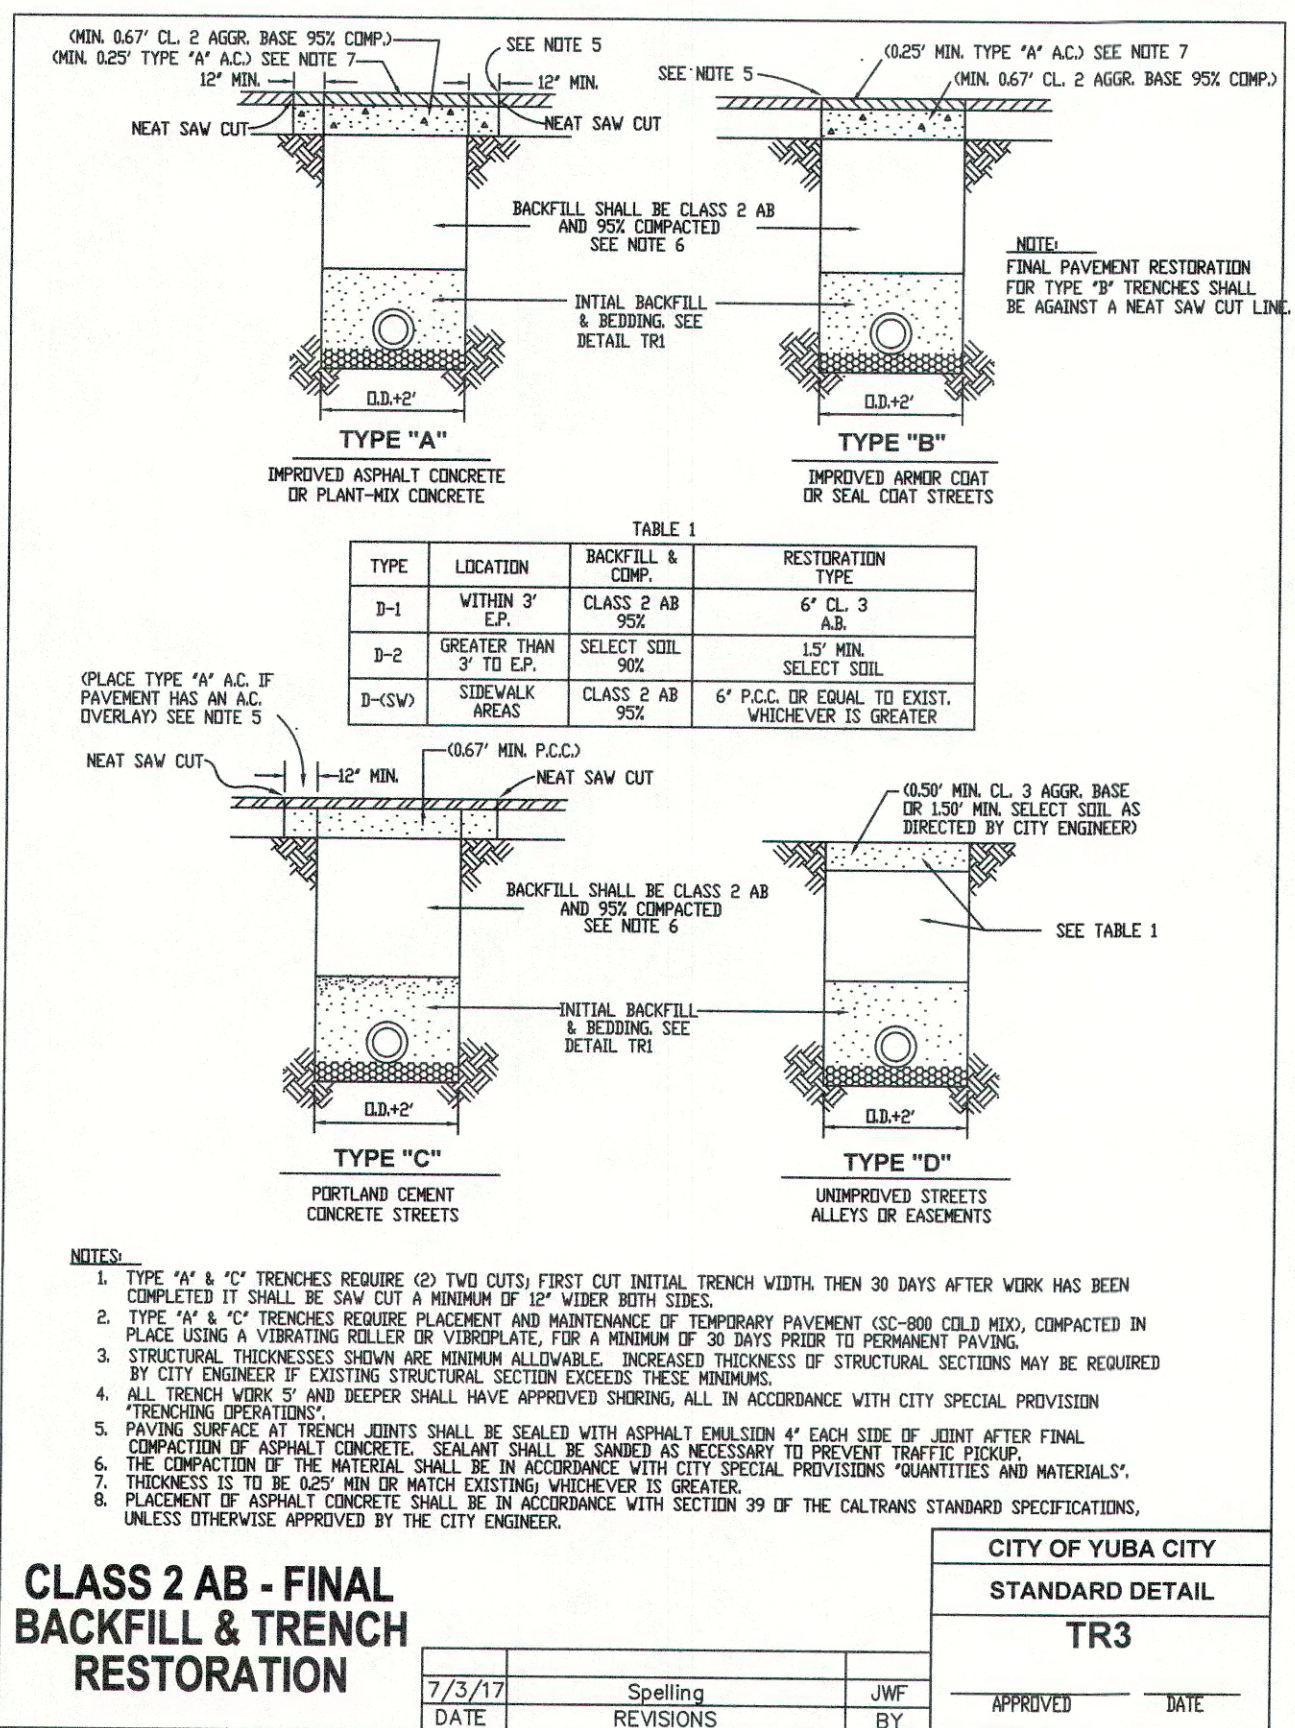 (MIN. 0.67' CL. 2 AGGR. BASE 95% COMP.)
(MIN. 0.25' TYPE "A" A.C.) SEE NOTE 7
12" MIN.
SEE NOTE 5
12" MIN.
NEAT SAW CUT
NEAT SAW CUT
SEE NOTE 5
(0.25' MIN. TYPE "A" A.C.) SEE NOTE 7
(MIN. 0.67' CL. 2 AGGR. BASE 95% COMP.)
BACKFILL SHALL BE CLASS 2 AB
AND 95% COMPACTED
SEE NOTE 6
NOTE:
FINAL PAVEMENT RESTORATION
FOR TYPE "B" TRENCHES SHALL
BE AGAINST A NEAT SAW CUT LINE.
INTIAL BACKFILL
& BEDDING. SEE
DETAIL TR1
O.D.+2'
O.D.+2'
TYPE "A"
IMPROVED ASPHALT CONCRETE
OR PLANT-MIX CONCRETE
TYPE "B"
IMPROVED ARMOR COAT
OR SEAL COAT STREETS
TABLE 1
TYPE LOCATION BACKFILL & COMP. RESTORATION TYPE
D-1 WITHIN 3' E.P. CLASS 2 AB 95% 6" CL. 3 A.B.
D-2 GREATER THAN 3' TO E.P. SELECT SOIL 90% 1.5' MIN. SELECT SOIL
D-(SW) SIDEWALK AREAS CLASS 2 AB 95% 6" P.C.C. OR EQUAL TO EXIST. WHICHEVER IS GREATER
(PLACE TYPE "A" A.C. IF
PAVEMENT HAS AN A.C.
OVERLAY) SEE NOTE 5
NEAT SAW CUT
12" MIN.
(0.67' MIN. P.C.C.)
NEAT SAW CUT
(0.50' MIN. CL. 3 AGGR. BASE
OR 1.50' MIN. SELECT SOIL AS
DIRECTED BY CITY ENGINEER)
BACKFILL SHALL BE CLASS 2 AB
AND 95% COMPACTED
SEE NOTE 6
SEE TABLE 1
INITIAL BACKFILL
& BEDDING. SEE
DETAIL TR1
O.D.+2'
O.D.+2'
TYPE "C"
PORTLAND CEMENT
CONCRETE STREETS
TYPE "D"
UNIMPROVED STREETS
ALLEYS OR EASEMENTS
NOTES:
1. TYPE "A" & "C" TRENCHES REQUIRE (2) TWO CUTS; FIRST CUT INITIAL TRENCH WIDTH. THEN 30 DAYS AFTER WORK HAS BEEN
COMPLETED IT SHALL BE SAW CUT A MINIMUM OF 12" WIDER BOTH SIDES.
2. TYPE "A" & "C" TRENCHES REQUIRE PLACEMENT AND MAINTENANCE OF TEMPORARY PAVEMENT (SC-800 COLD MIX), COMPACTED IN
PLACE USING A VIBRATING ROLLER OR VIBROPLATE, FOR A MINIMUM OF 30 DAYS PRIOR TO PERMANENT PAVING.
3. STRUCTURAL THICKNESSES SHOWN ARE MINIMUM ALLOWABLE. INCREASED THICKNESS OF STRUCTURAL SECTIONS MAY BE REQUIRED
BY CITY ENGINEER IF EXISTING STRUCTURAL SECTION EXCEEDS THESE MINIMUMS.
4. ALL TRENCH WORK 5' AND DEEPER SHALL HAVE APPROVED SHORING, ALL IN ACCORDANCE WITH CITY SPECIAL PROVISION
"TRENCHING OPERATIONS".
5. PAVING SURFACE AT TRENCH JOINTS SHALL BE SEALED WITH ASPHALT EMULSION 4" EACH SIDE OF JOINT AFTER FINAL
COMPACTION OF ASPHALT CONCRETE. SEALANT SHALL BE SANDED AS NECESSARY TO PREVENT TRAFFIC PICKUP.
6. THE COMPACTION OF THE MATERIAL SHALL BE IN ACCORDANCE WITH CITY SPECIAL PROVISIONS "QUANTITIES AND MATERIALS".
7. THICKNESS IS TO BE 0.25' MIN OR MATCH EXISTING; WHICHEVER IS GREATER.
8. PLACEMENT OF ASPHALT CONCRETE SHALL BE IN ACCORDANCE WITH SECTION 39 OF THE CALTRANS STANDARD SPECIFICATIONS,
UNLESS OTHERWISE APPROVED BY THE CITY ENGINEER.
CLASS 2 AB - FINAL
BACKFILL & TRENCH
RESTORATION
7/3/17 Spelling JWF
DATE REVISIONS BY
CITY OF YUBA CITY
STANDARD DETAIL
TR3
APPROVED DATE